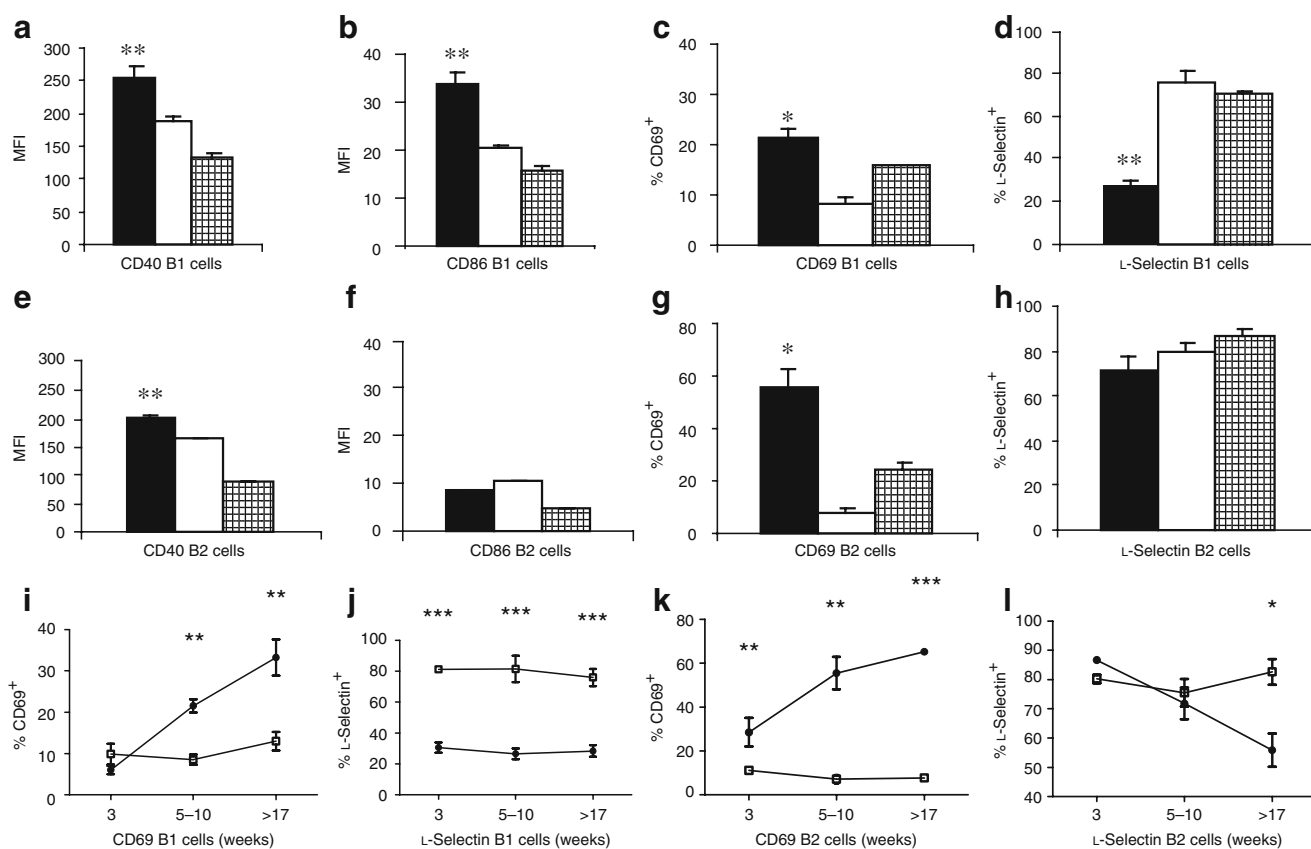 a
300
250
200
150
100
50
0
MFI
**
CD40 B1 cells
b
40
30
20
10
0
MFI
**
CD86 B1 cells
c
40
30
20
10
0
% CD69+
*
CD69 B1 cells
d
100
80
60
40
20
0
% L-Selectin+
**
L-Selectin B1 cells
e
300
250
200
150
100
50
0
MFI
**
CD40 B2 cells
f
40
30
20
10
0
MFI
CD86 B2 cells
g
80
60
40
20
0
% CD69+
*
CD69 B2 cells
h
100
80
60
40
20
0
% L-Selectin+
L-Selectin B2 cells
i
40
30
20
10
0
% CD69+
**
**
3
5–10
>17
CD69 B1 cells (weeks)
j
100
80
60
40
20
0
% L-Selectin+
***
***
***
3
5–10
>17
L-Selectin B1 cells (weeks)
k
80
60
40
20
0
% CD69+
**
**
***
3
5–10
>17
CD69 B2 cells (weeks)
l
100
90
80
70
60
50
40
% L-Selectin+
*
3
5–10
>17
L-Selectin B2 cells (weeks)